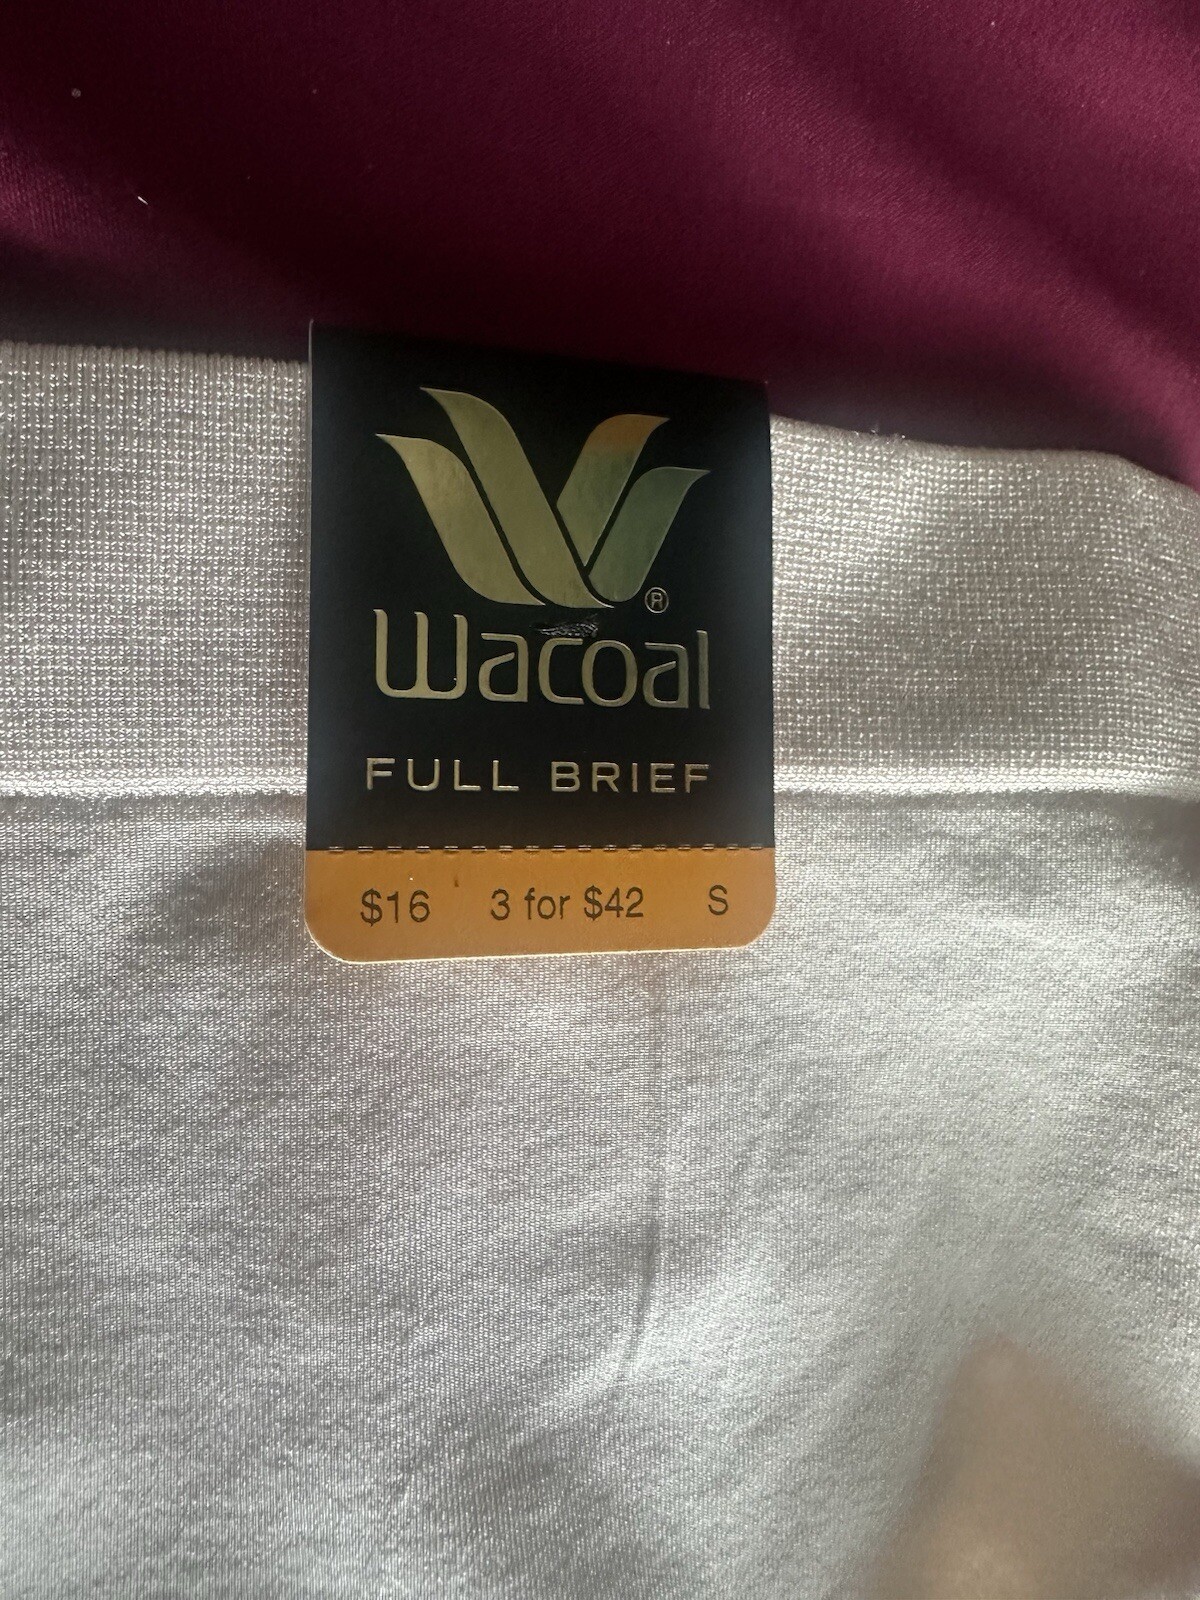 ®
Wacoal
FULL BRIEF
$16 3 for $42 S